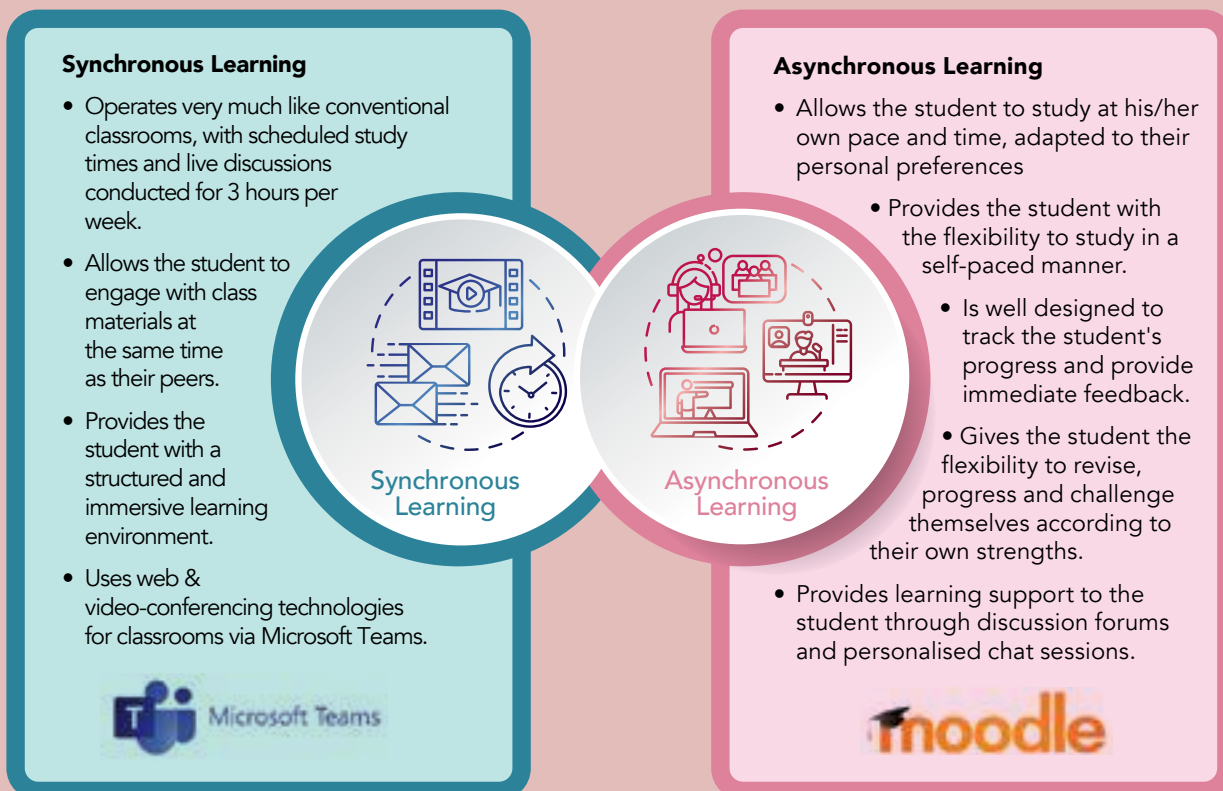 Synchronous Learning
• Operates very much like conventional
classrooms, with scheduled study
times and live discussions
conducted for 3 hours per
week.
• Allows the student to
engage with class
materials at
the same time
as their peers.
• Provides the
student with a
structured and
immersive learning
environment.
• Uses web &
video-conferencing technologies
for classrooms via Microsoft Teams.
T
Microsoft Teams
Synchronous
Learning
Asynchronous
Learning
Asynchronous Learning
• Allows the student to study at his/her
own pace and time, adapted to their
personal preferences
• Provides the student with
the flexibility to study in a
self-paced manner.
• Is well designed to
track the student's
progress and provide
immediate feedback.
• Gives the student the
flexibility to revise,
progress and challenge
themselves according to
their own strengths.
• Provides learning support to the
student through discussion forums
and personalised chat sessions.
moodle